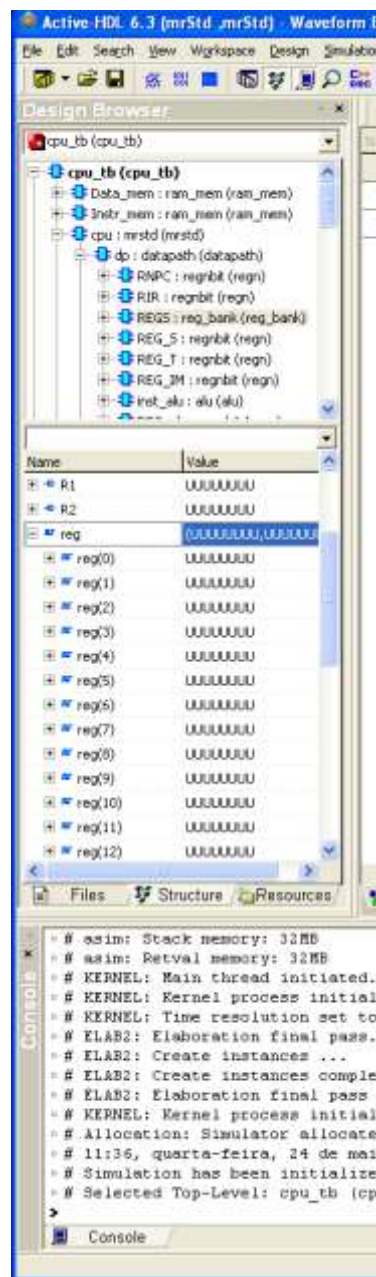 Active-HDL 6.3 (mrStd ,mrStd) - Waveform E
File Edit Search View Workspace Design Simulatio
Design Browser
cpu_tb (cpu_tb)
cpu_tb (cpu_tb)
Data_mem : ram_mem (ram_mem)
Instr_mem : ram_mem (ram_mem)
cpu : mrstd (mrstd)
dp : datapath (datapath)
RNPC : regnbit (regn)
RIR : regnbit (regn)
REGS : reg_bank (reg_bank)
REG_S : regnbit (regn)
REG_T : regnbit (regn)
REG_IM : regnbit (regn)
inst_alu : alu (alu)
Name Value
R1 UUUUUUUU
R2 UUUUUUUU
reg (UUUUUUUU,UUUUUU
reg(0) UUUUUUUU
reg(1) UUUUUUUU
reg(2) UUUUUUUU
reg(3) UUUUUUUU
reg(4) UUUUUUUU
reg(5) UUUUUUUU
reg(6) UUUUUUUU
reg(7) UUUUUUUU
reg(8) UUUUUUUU
reg(9) UUUUUUUU
reg(10) UUUUUUUU
reg(11) UUUUUUUU
reg(12) UUUUUUUU
Files Structure Resources
Console
# asim: Stack memory: 32MB
# asim: Retval memory: 32MB
# KERNEL: Main thread initiated.
# KERNEL: Kernel process initial
# KERNEL: Time resolution set to
# ELAB2: Elaboration final pass.
# ELAB2: Create instances ...
# ELAB2: Create instances comple
# ELAB2: Elaboration final pass
# KERNEL: Kernel process initial
# Allocation: Simulator allocate
# 11:36, quarta-feira, 24 de mai
# Simulation has been initialize
# Selected Top-Level: cpu_tb (cp
>
Console